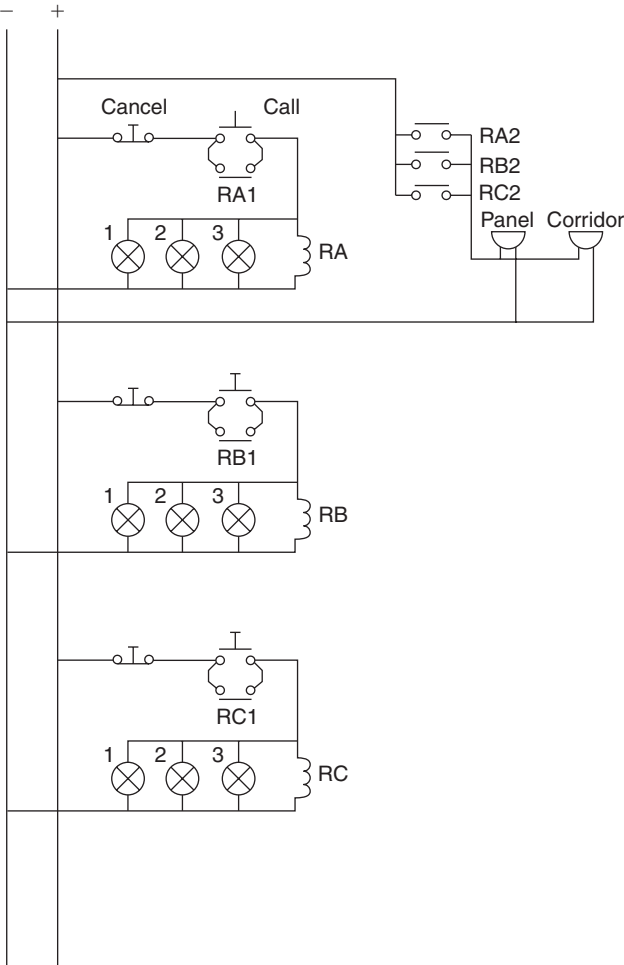 − +
Cancel Call
RA1
RA2
RB2
RC2
Panel Corridor
1 2 3
RA
RB1
1 2 3
RB
RC1
1 2 3
RC